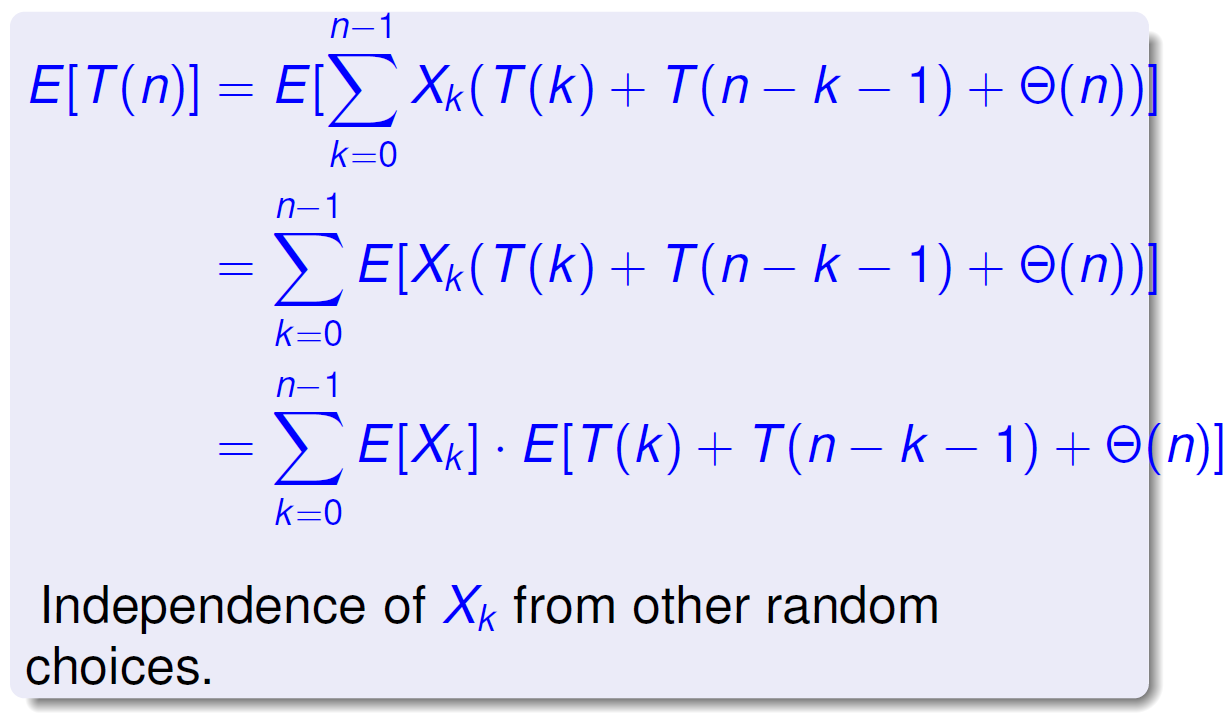 E[T(n)] = E[∑_{k=0}^{n−1} X_k(T(k) + T(n − k − 1) + Θ(n))]
= ∑_{k=0}^{n−1} E[X_k(T(k) + T(n − k − 1) + Θ(n))]
= ∑_{k=0}^{n−1} E[X_k] · E[T(k) + T(n − k − 1) + Θ(n)]
Independence of X_k from other random
choices.